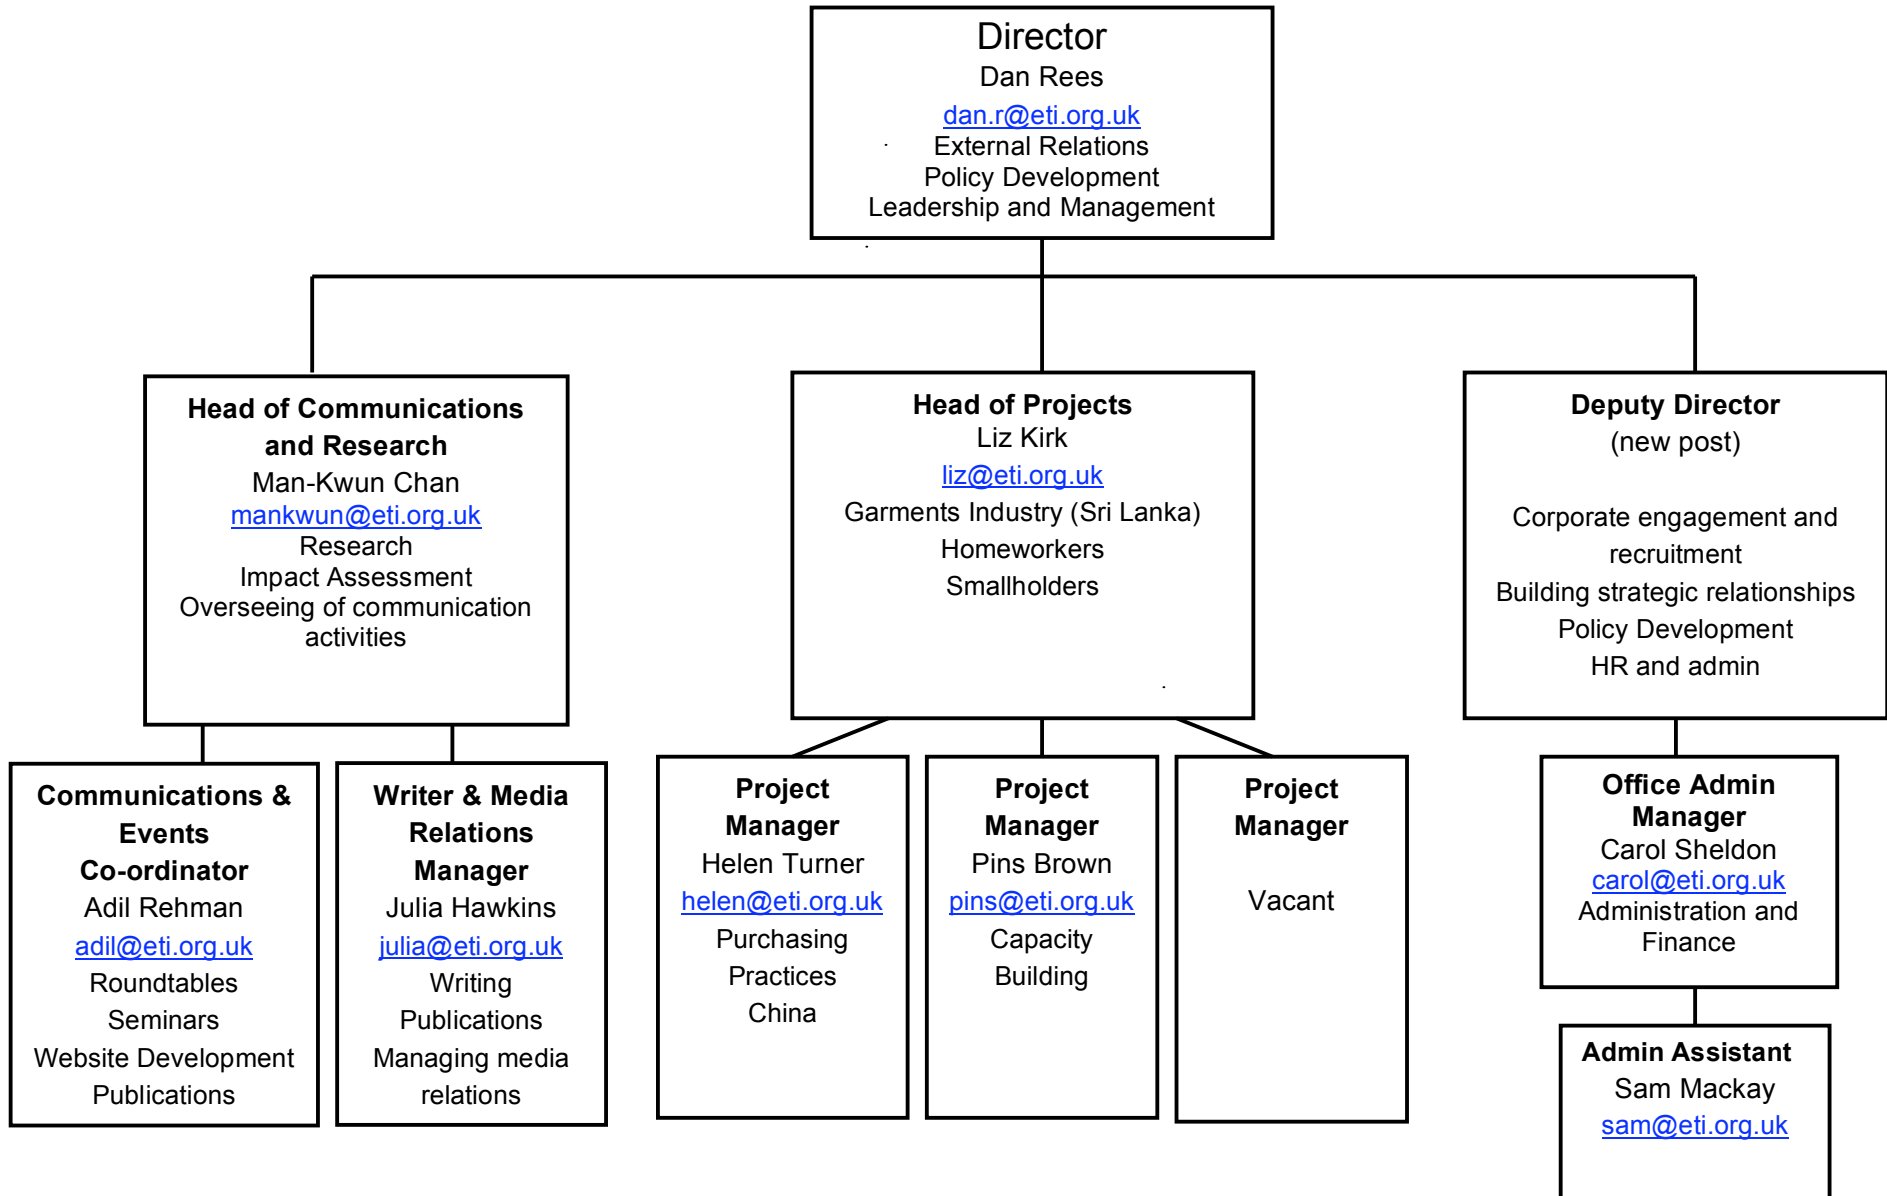 Director
Dan Rees
dan.r@eti.org.uk
External Relations
Policy Development
Leadership and Management
Head of Communications
and Research
Man-Kwun Chan
mankwun@eti.org.uk
Research
Impact Assessment
Overseeing of communication
activities
Head of Projects
Liz Kirk
liz@eti.org.uk
Garments Industry (Sri Lanka)
Homeworkers
Smallholders
Deputy Director
(new post)
Corporate engagement and
recruitment
Building strategic relationships
Policy Development
HR and admin
Communications &
Events
Co-ordinator
Adil Rehman
adil@eti.org.uk
Roundtables
Seminars
Website Development
Publications
Writer & Media
Relations
Manager
Julia Hawkins
julia@eti.org.uk
Writing
Publications
Managing media
relations
Project
Manager
Helen Turner
helen@eti.org.uk
Purchasing
Practices
China
Project
Manager
Pins Brown
pins@eti.org.uk
Capacity
Building
Project
Manager
Vacant
Office Admin
Manager
Carol Sheldon
carol@eti.org.uk
Administration and
Finance
Admin Assistant
Sam Mackay
sam@eti.org.uk